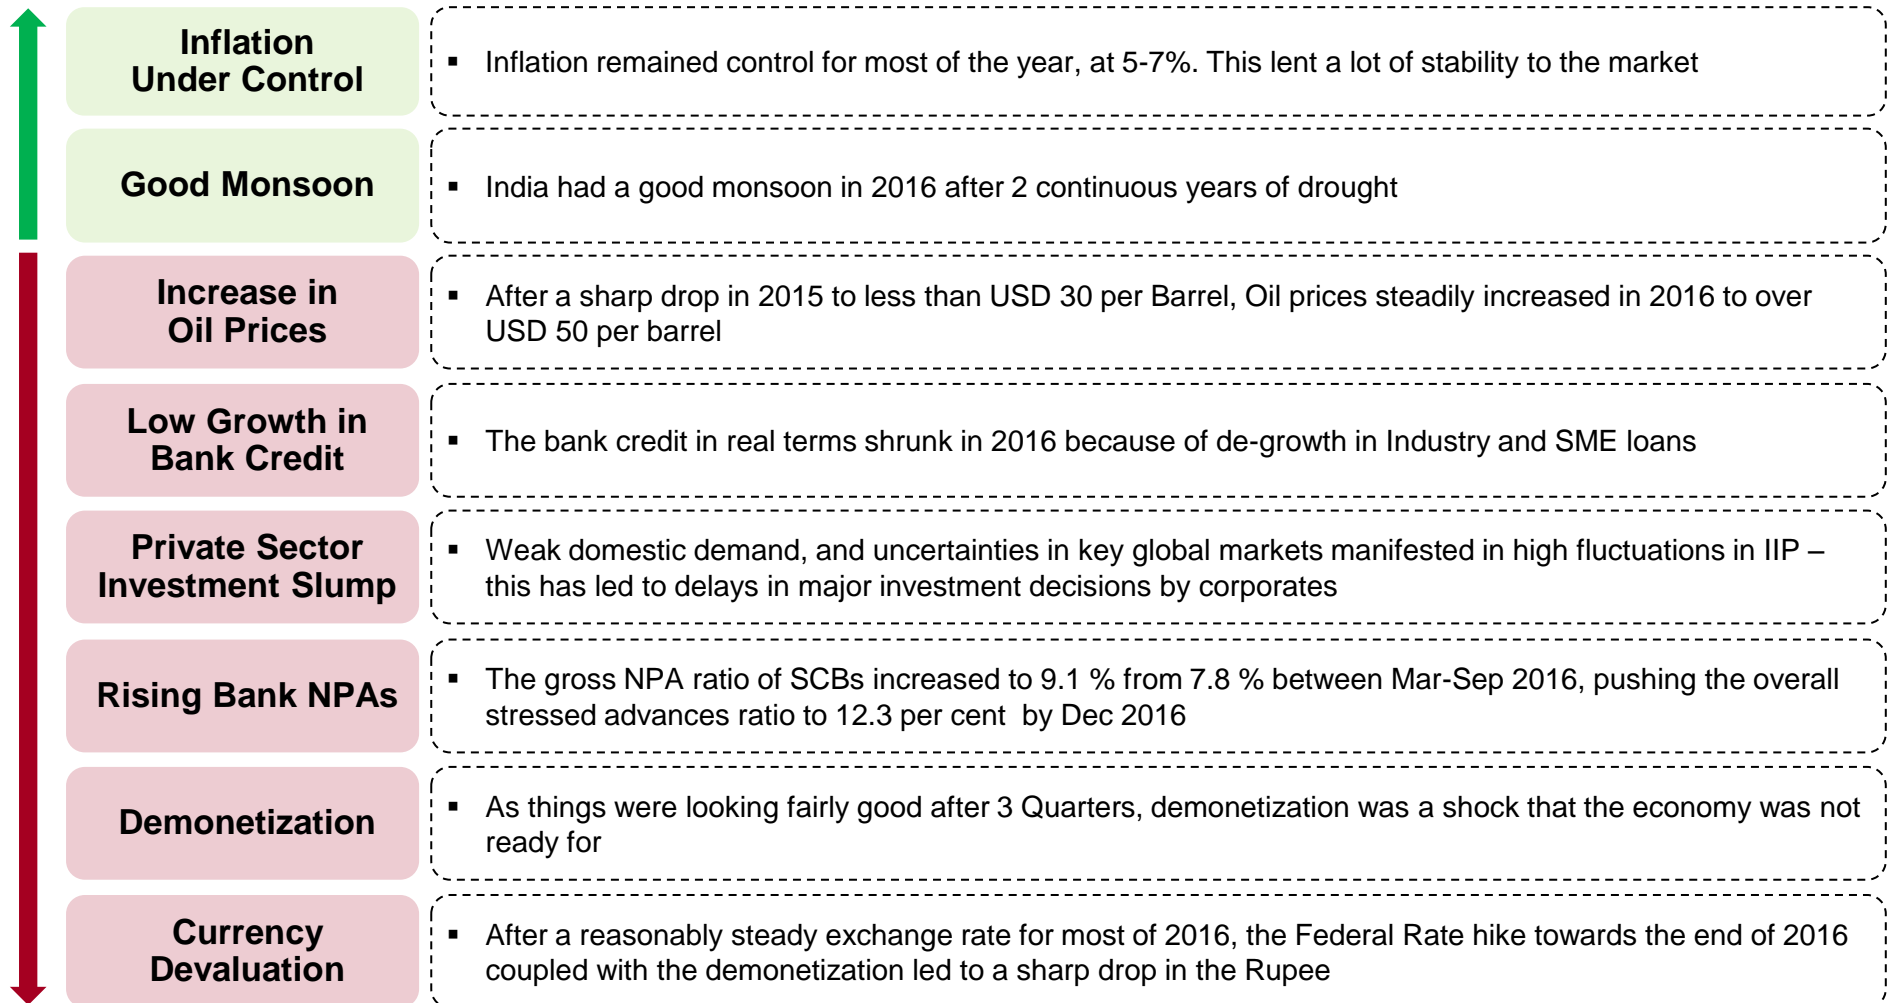 Inflation
Under Control
▪ Inflation remained control for most of the year, at 5-7%. This lent a lot of stability to the market
Good Monsoon
▪ India had a good monsoon in 2016 after 2 continuous years of drought
Increase in
Oil Prices
▪ After a sharp drop in 2015 to less than USD 30 per Barrel, Oil prices steadily increased in 2016 to over
USD 50 per barrel
Low Growth in
Bank Credit
▪ The bank credit in real terms shrunk in 2016 because of de-growth in Industry and SME loans
Private Sector
Investment Slump
▪ Weak domestic demand, and uncertainties in key global markets manifested in high fluctuations in IIP –
this has led to delays in major investment decisions by corporates
Rising Bank NPAs
▪ The gross NPA ratio of SCBs increased to 9.1 % from 7.8 % between Mar-Sep 2016, pushing the overall
stressed advances ratio to 12.3 per cent  by Dec 2016
Demonetization
▪ As things were looking fairly good after 3 Quarters, demonetization was a shock that the economy was not
ready for
Currency
Devaluation
▪ After a reasonably steady exchange rate for most of 2016, the Federal Rate hike towards the end of 2016
coupled with the demonetization led to a sharp drop in the Rupee